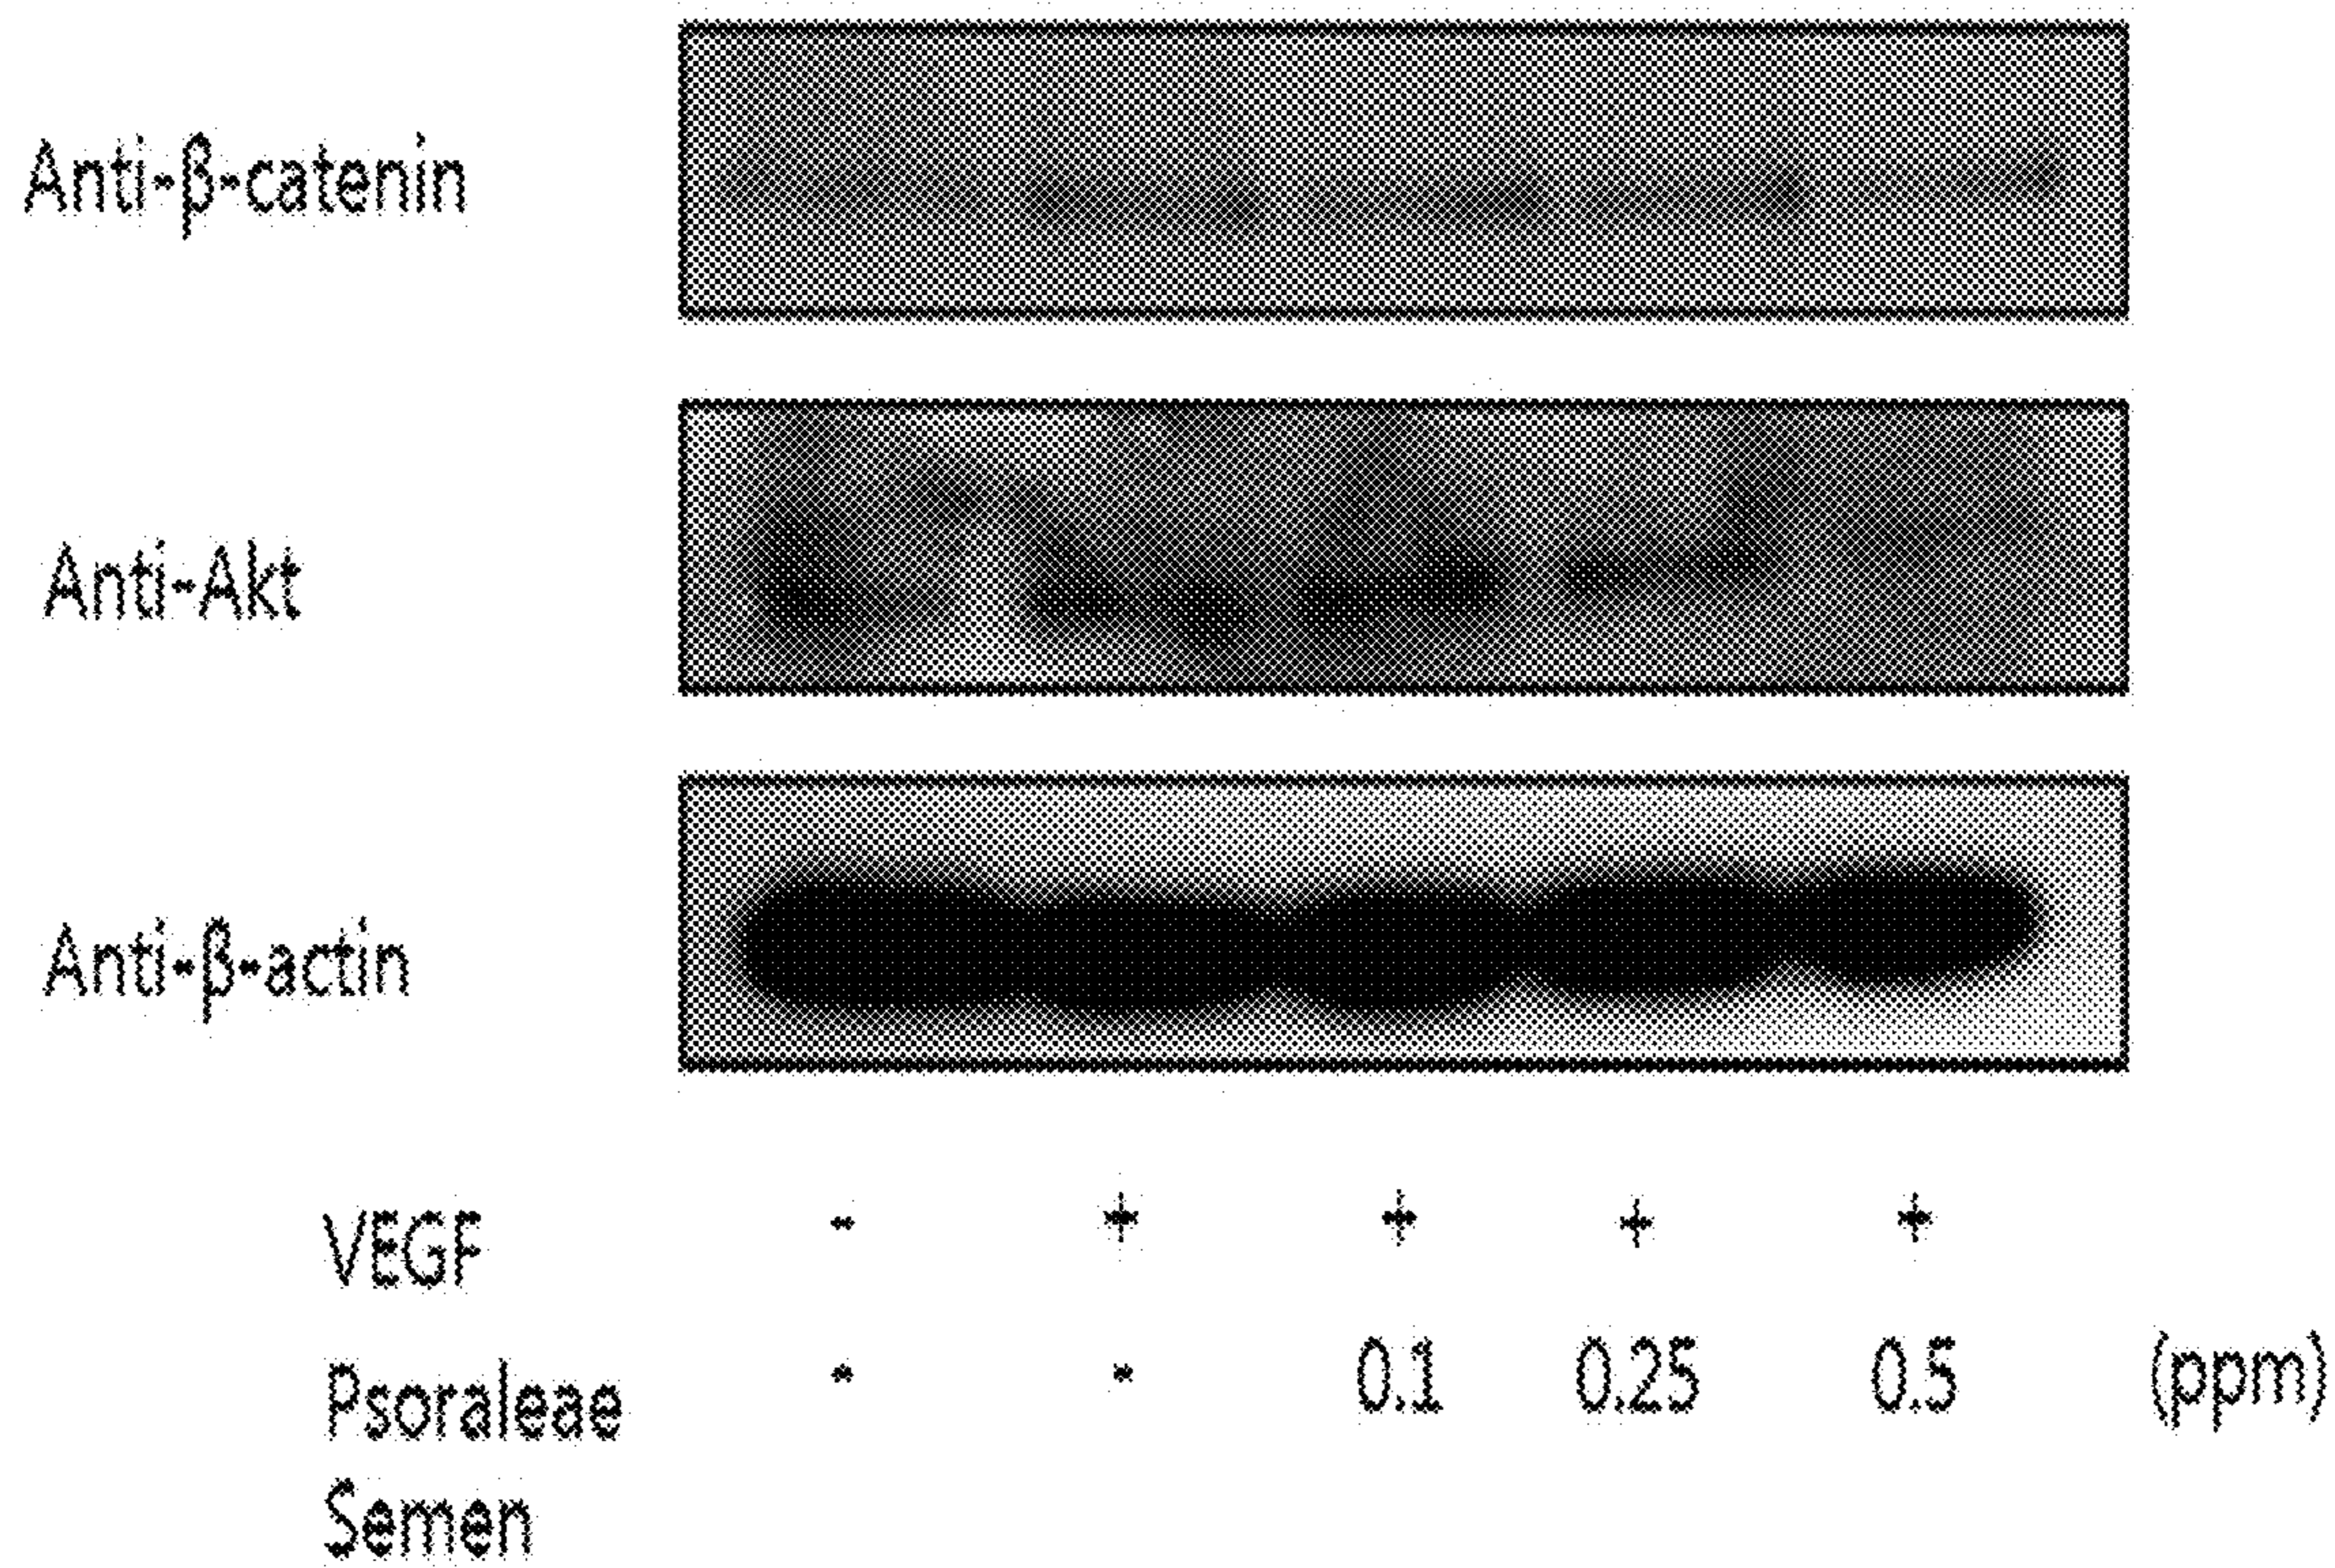 Anti-β-catenin
Anti-Akt
Anti-β-actin
VEGF - + + + +
Psoraleae - - 0.1 0.25 0.5 (ppm)
Semen